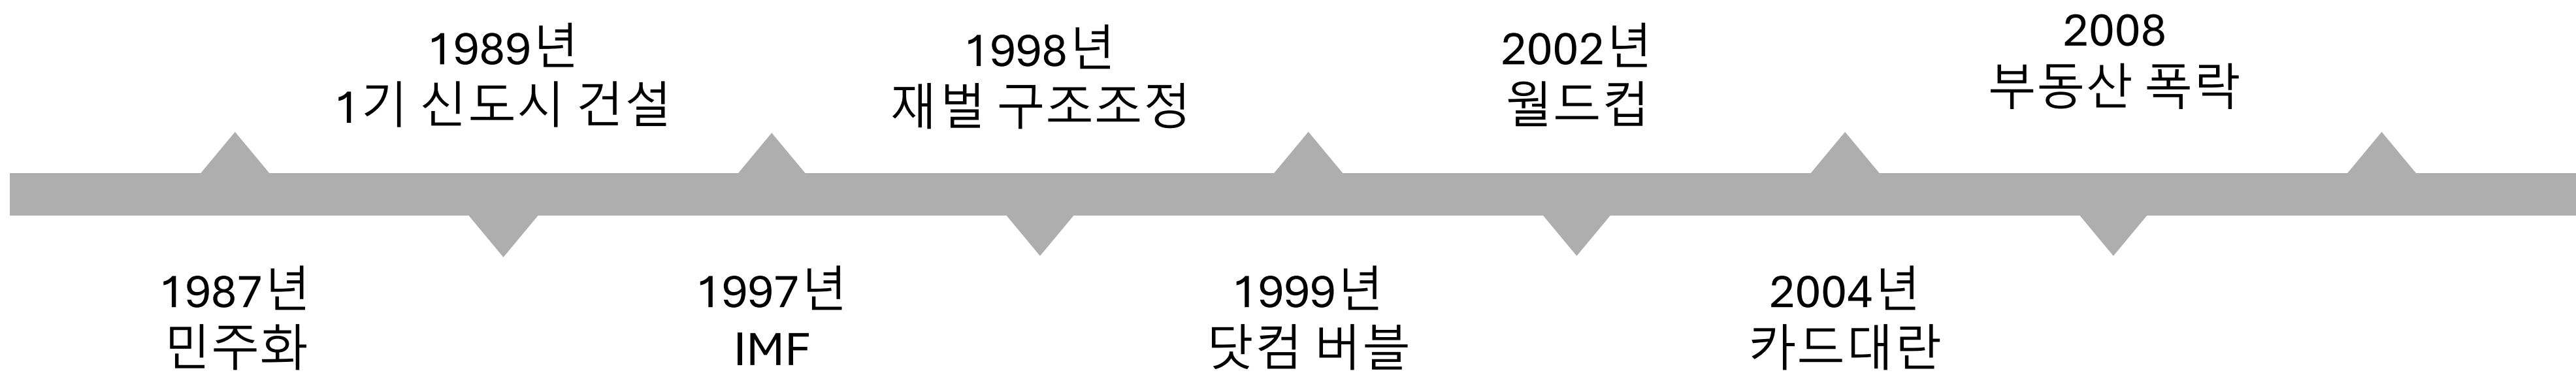 1987년
민주화
1989년
1기 신도시 건설
1997년
IMF
1998년
재벌 구조조정
1999년
닷컴 버블
2002년
월드컵
2004년
카드대란
2008
부동산 폭락